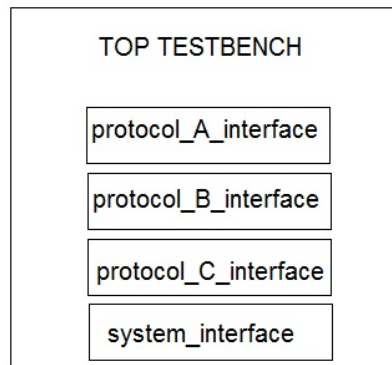 TOP TESTBENCH
protocol_A_interface
protocol_B_interface
protocol_C_interface
system_interface